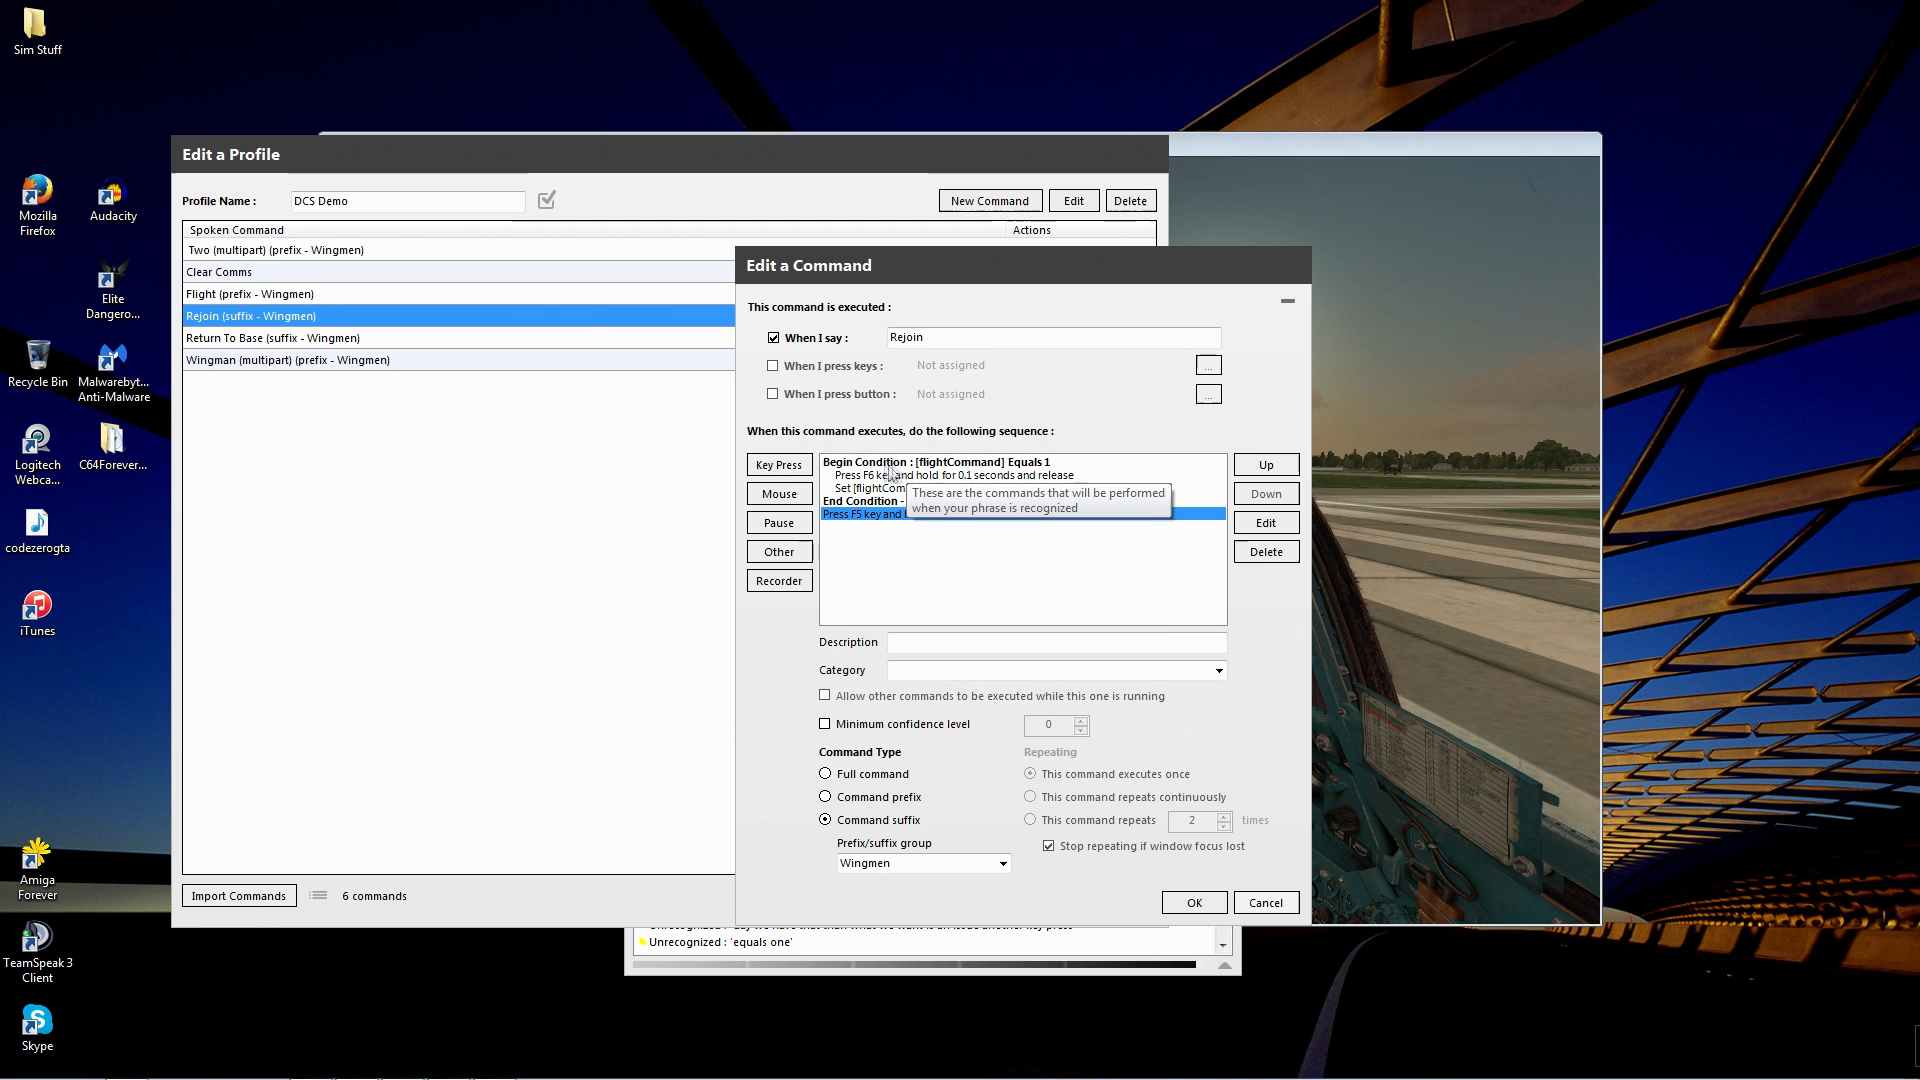 Sim Stuff
Mozilla
Firefox
Audacity
Elite
Dangero...
Recycle Bin
Malwarebyt...
Anti-Malware
Logitech
Webca...
C64Forever...
codezerogta
iTunes
Amiga
Forever
TeamSpeak 3
Client
Skype
Edit a Profile
Profile Name :
DCS Demo
New Command
Edit
Delete
Spoken Command
Actions
Two (multipart) (prefix - Wingmen)
Clear Comms
Flight (prefix - Wingmen)
Rejoin (suffix - Wingmen)
Return To Base (suffix - Wingmen)
Wingman (multipart) (prefix - Wingmen)
Import Commands
6 commands
Edit a Command
This command is executed :
When I say :
Rejoin
When I press keys :
Not assigned
...
When I press button :
Not assigned
...
When this command executes, do the following sequence :
Key Press
Mouse
Pause
Other
Recorder
Begin Condition : [flightCommand] Equals 1
Press F6 key and hold for 0.1 seconds and release
Set [flightCom
End Condition -
Press F5 key and
These are the commands that will be performed
when your phrase is recognized
Up
Down
Edit
Delete
Description
Category
Allow other commands to be executed while this one is running
Minimum confidence level
0
Command Type
Full command
Command prefix
Command suffix
Prefix/suffix group
Wingmen
Repeating
This command executes once
This command repeats continuously
This command repeats
2
times
Stop repeating if window focus lost
OK
Cancel
Unrecognized : 'equals one'